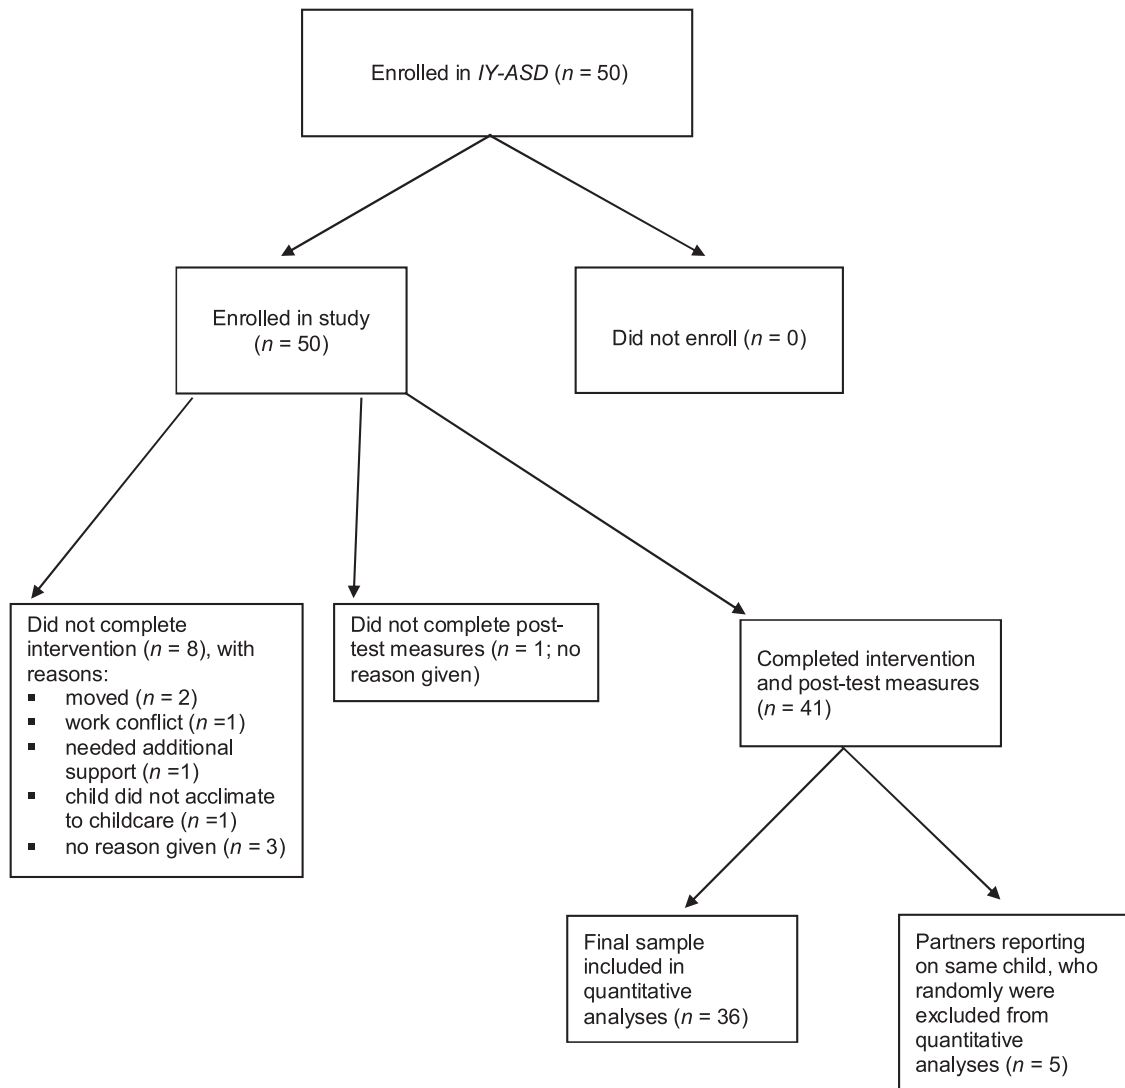 Enrolled in IY-ASD (n = 50)
Enrolled in study
(n = 50)
Did not enroll (n = 0)
Did not complete
intervention (n = 8), with
reasons:
▪ moved (n = 2)
▪ work conflict (n =1)
▪ needed additional
support (n =1)
▪ child did not acclimate
to childcare (n =1)
▪ no reason given (n = 3)
Did not complete post-
test measures (n = 1; no
reason given)
Completed intervention
and post-test measures
(n = 41)
Final sample
included in
quantitative
analyses (n = 36)
Partners reporting
on same child, who
randomly were
excluded from
quantitative
analyses (n = 5)